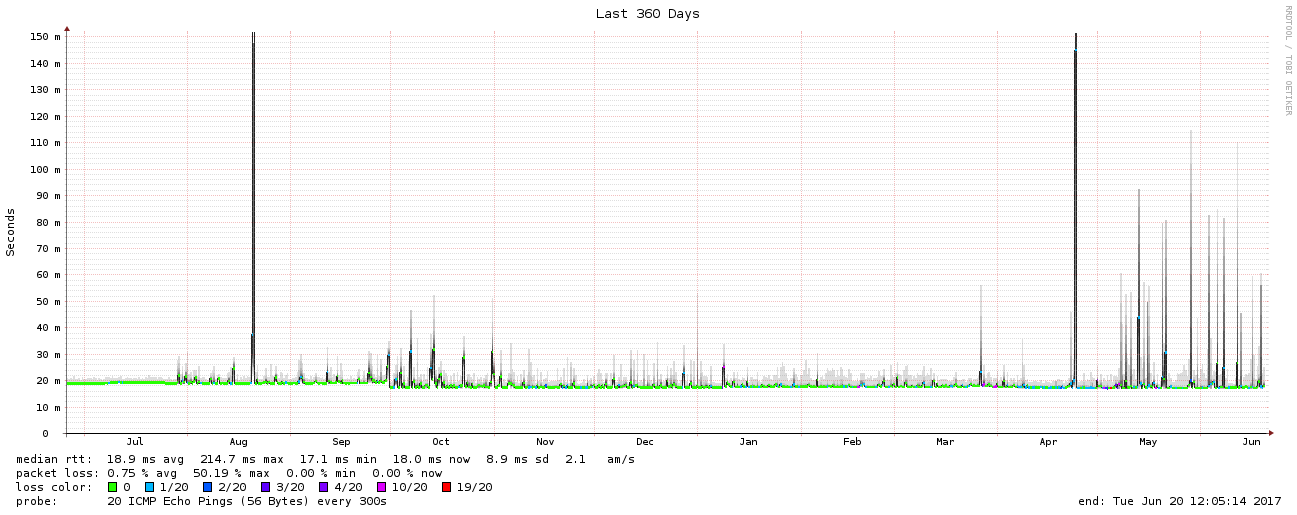 Last 360 Days
RRDTOOL / TOBI OETIKER
Seconds
150 m
140 m
130 m
120 m
110 m
100 m
90 m
80 m
70 m
60 m
50 m
40 m
30 m
20 m
10 m
0
Jul Aug Sep Oct Nov Dec Jan Feb Mar Apr May Jun
median rtt: 18.9 ms avg 214.7 ms max 17.1 ms min 18.0 ms now 8.9 ms sd 2.1 am/s
packet loss: 0.75 % avg 50.19 % max 0.00 % min 0.00 % now
loss color: 0 1/20 2/20 3/20 4/20 10/20 19/20
probe: 20 ICMP Echo Pings (56 Bytes) every 300s end: Tue Jun 20 12:05:14 2017